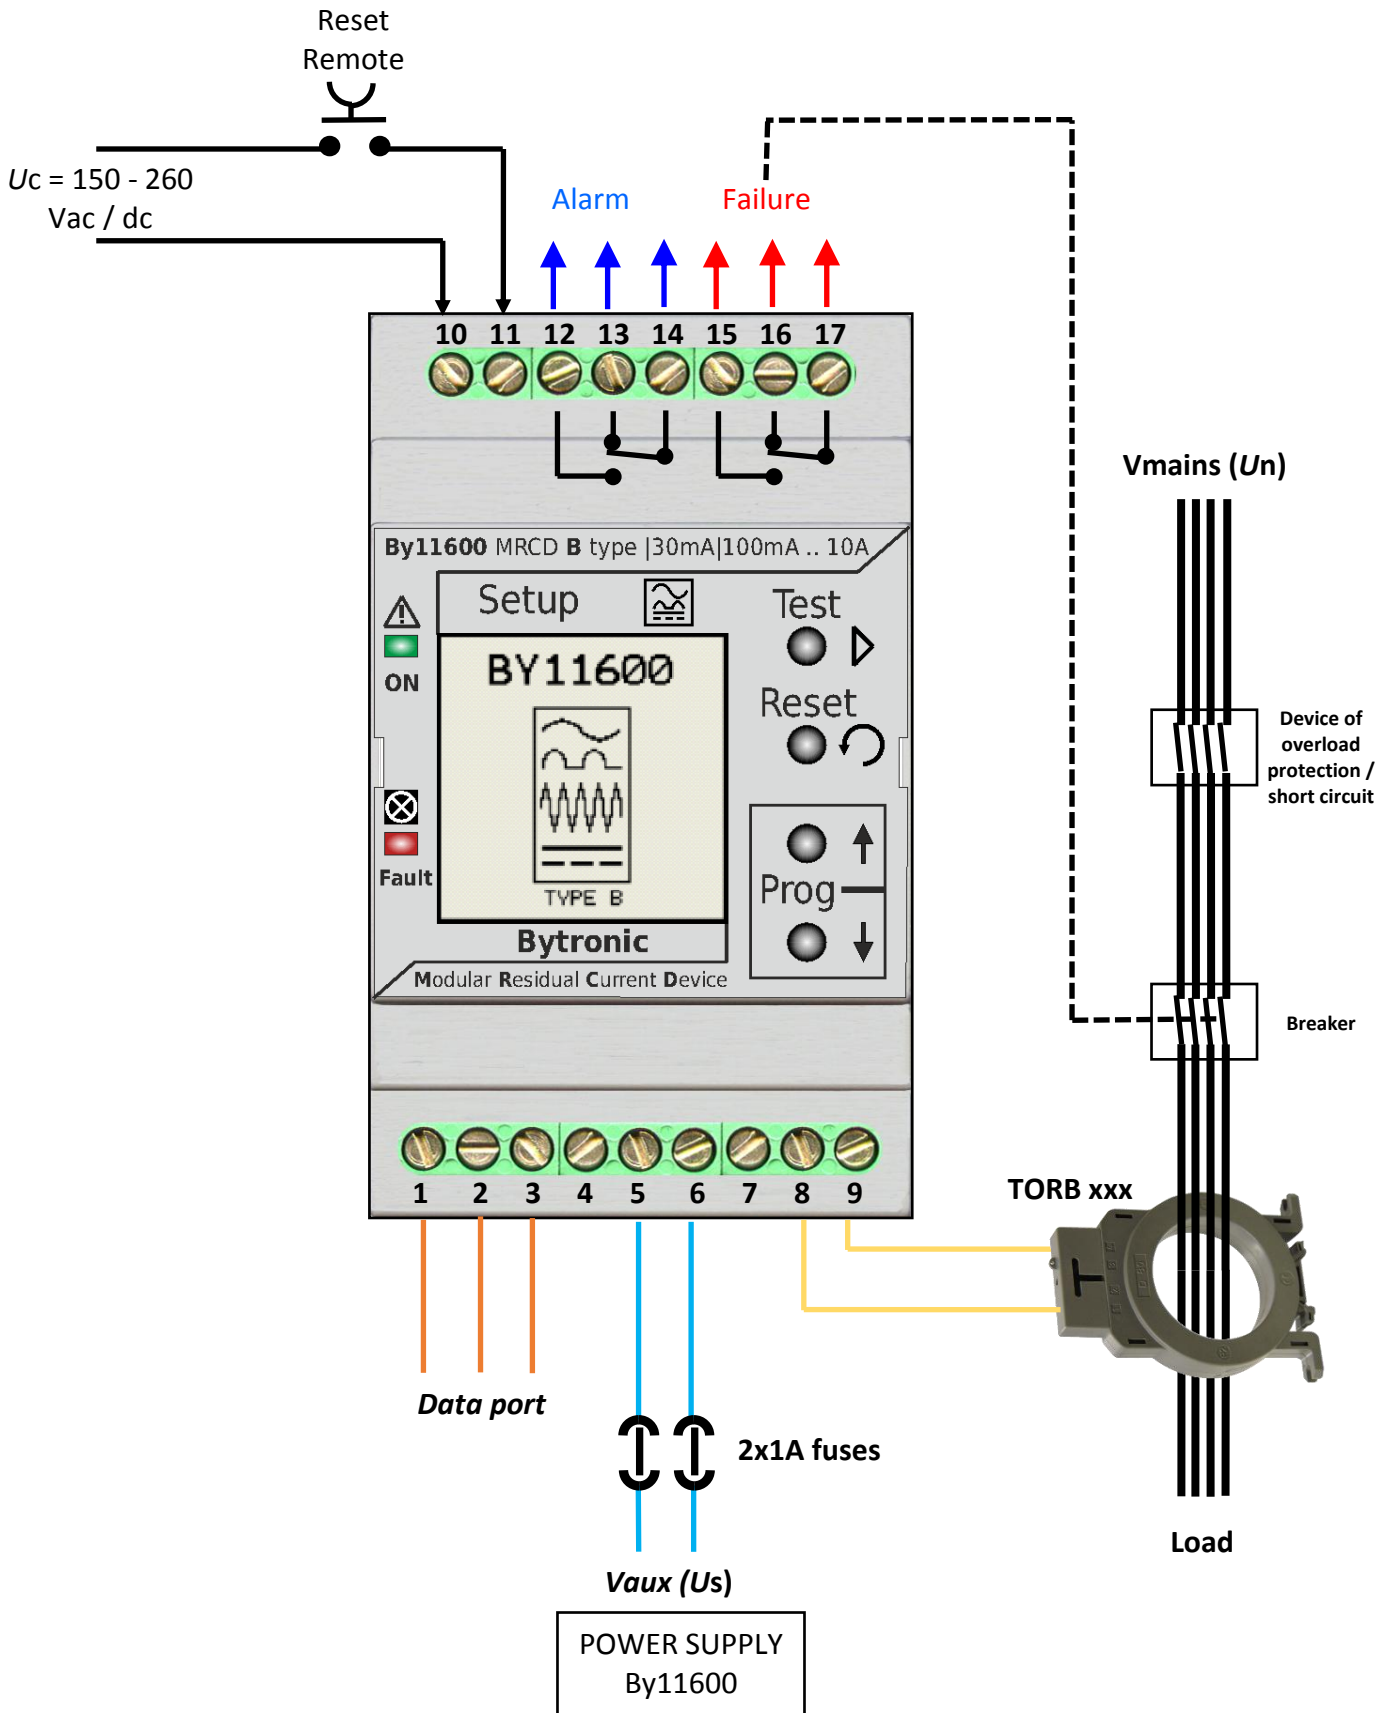 Reset
Remote
Uc = 150 - 260
Vac / dc
Alarm
Failure
10 11 12 13 14 15 16 17
Vmains (Un)
By11600 MRCD B type |30mA|100mA .. 10A
Setup
Test
ON
BY11600
Reset
Device of
overload
protection /
short circuit
Fault
Prog
TYPE B
Bytronic
Modular Residual Current Device
Breaker
1 2 3 4 5 6 7 8 9
TORB xxx
Data port
2x1A fuses
Load
Vaux (Us)
POWER SUPPLY
By11600